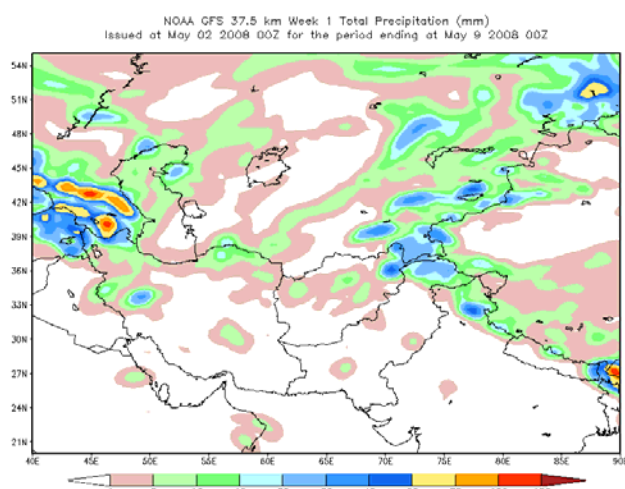 NOAA GFS 37.5 km Week 1 Total Precipitation (mm)
Issued at May 02 2008 00Z for the period ending at May 9 2008 00Z
54N
51N
48N
45N
42N
39N
36N
33N
30N
27N
24N
21N
40E 45E 50E 55E 60E 65E 70E 75E 80E 85E 90E